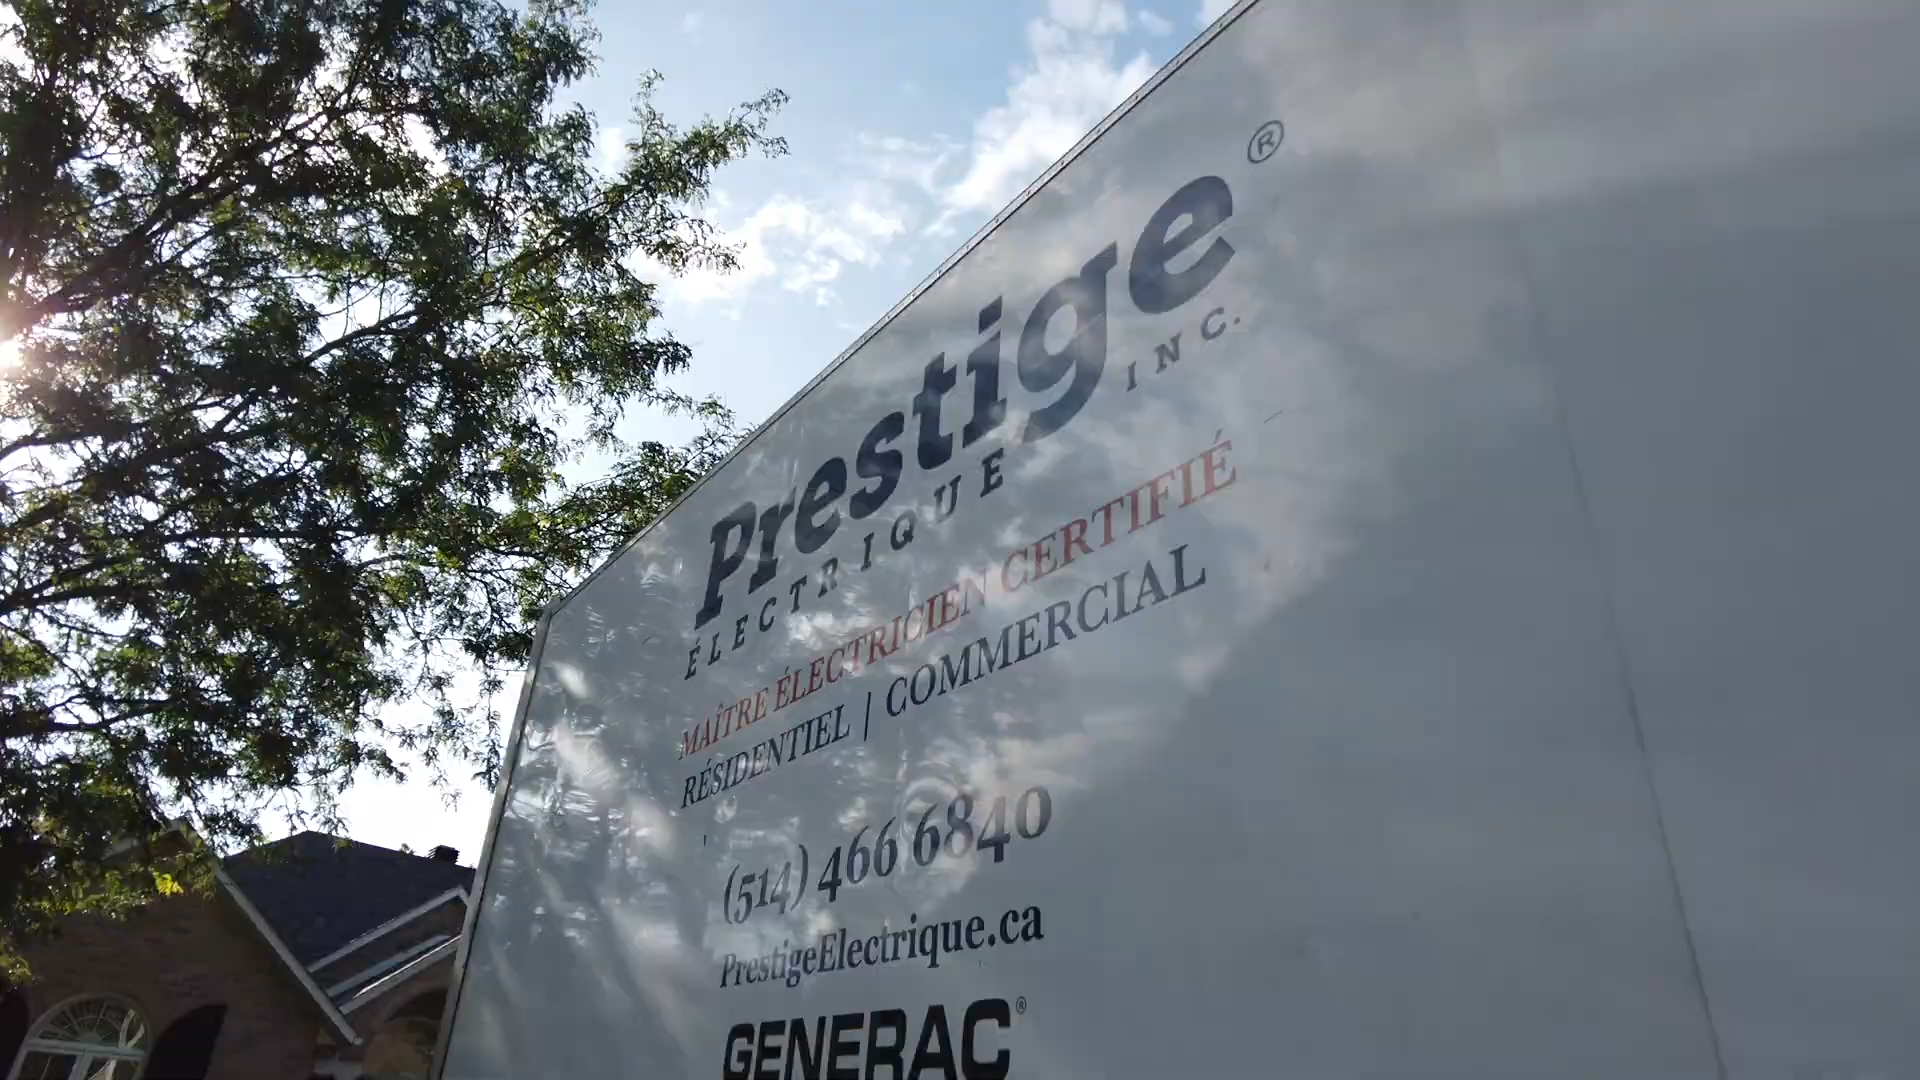 Prestige®
ÉLECTRIQUE INC.
MAÎTRE ÉLECTRICIEN CERTIFIÉ
RÉSIDENTIEL | COMMERCIAL
(514) 466 6840
PrestigeElectrique.ca
GENERAC®